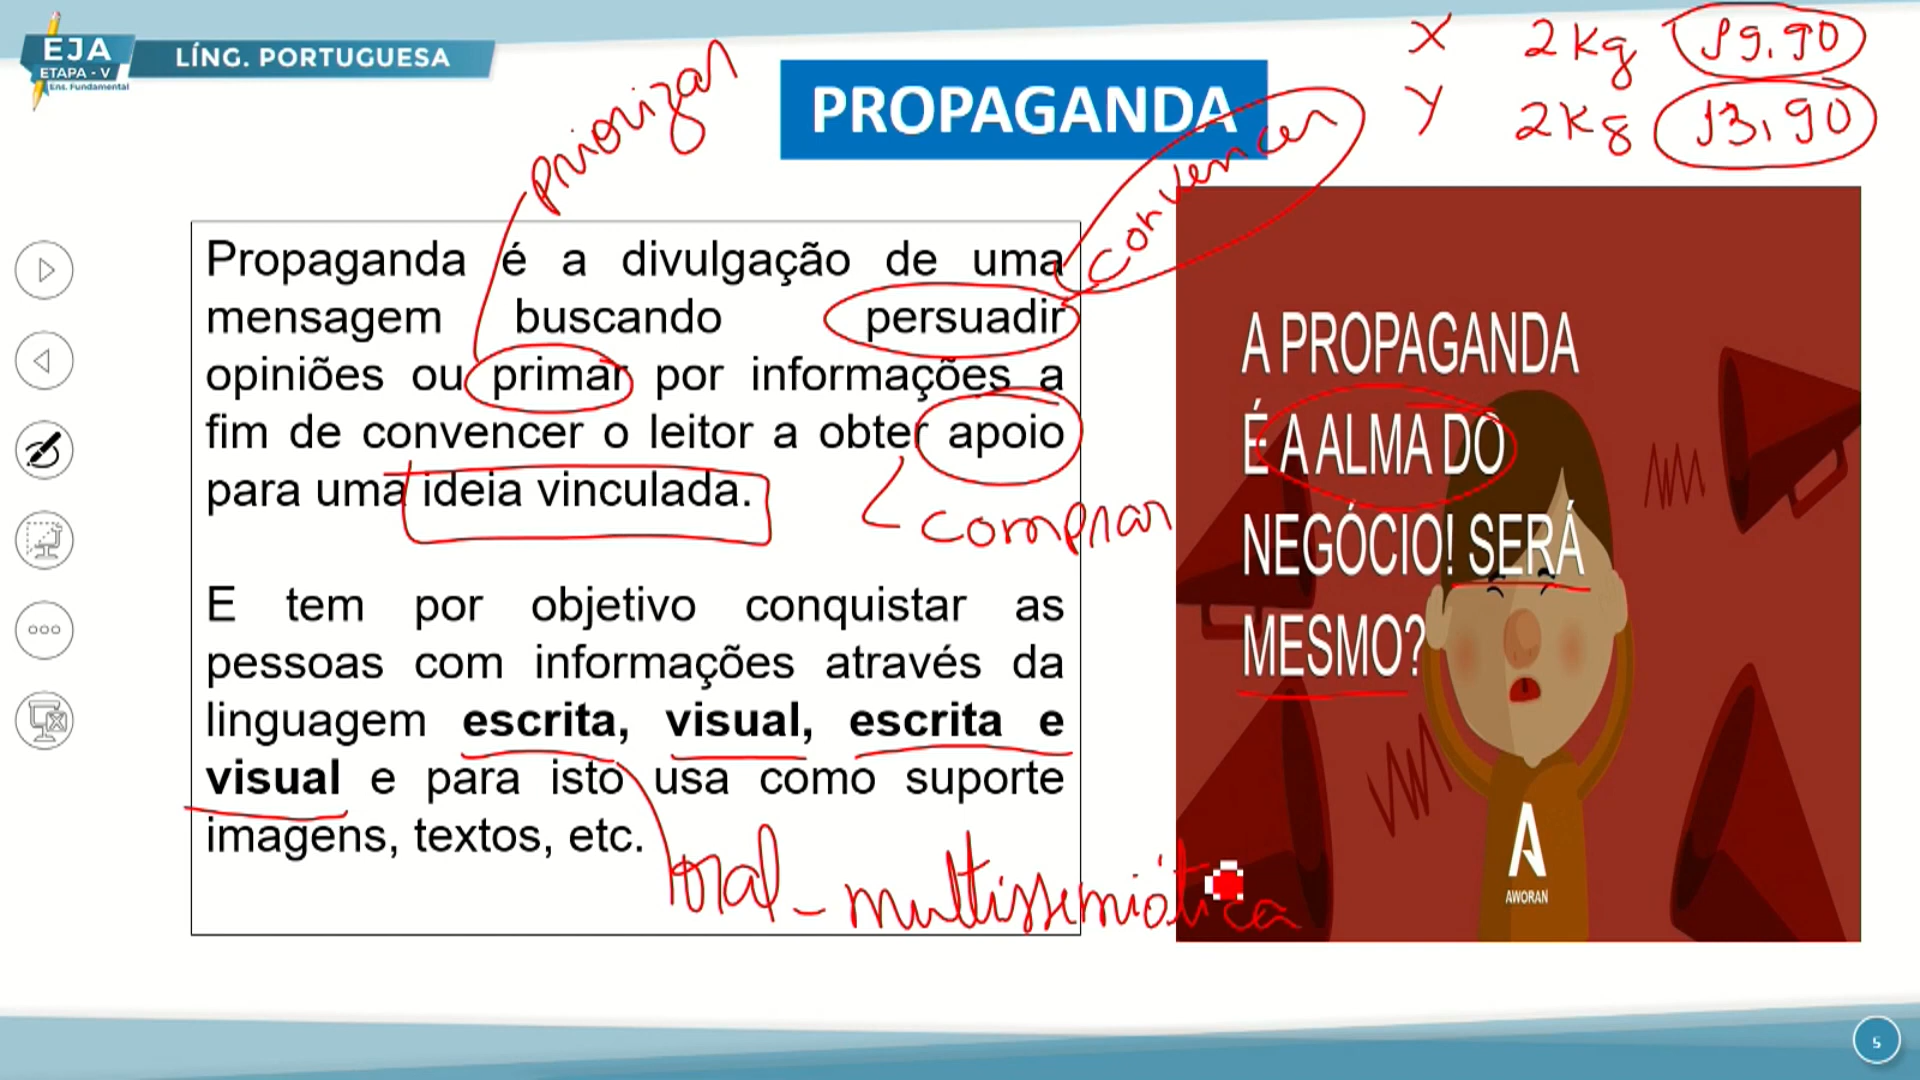 EJA
ETAPA - V
Ens. Fundamental
LÍNG. PORTUGUESA
PROPAGANDA
X 2Kg 19,90
Y 2Kg 13,90
priorizar
convencer
Propaganda é a divulgação de uma
mensagem buscando persuadir
opiniões ou primar por informações a
fim de convencer o leitor a obter apoio
para uma ideia vinculada.
comprar
E tem por objetivo conquistar as
pessoas com informações através da
linguagem escrita, visual, escrita e
visual e para isto usa como suporte
imagens, textos, etc.
oral - multissemiótica
A PROPAGANDA
É A ALMA DO
NEGÓCIO! SERÁ
MESMO?
A
AWORAN
5